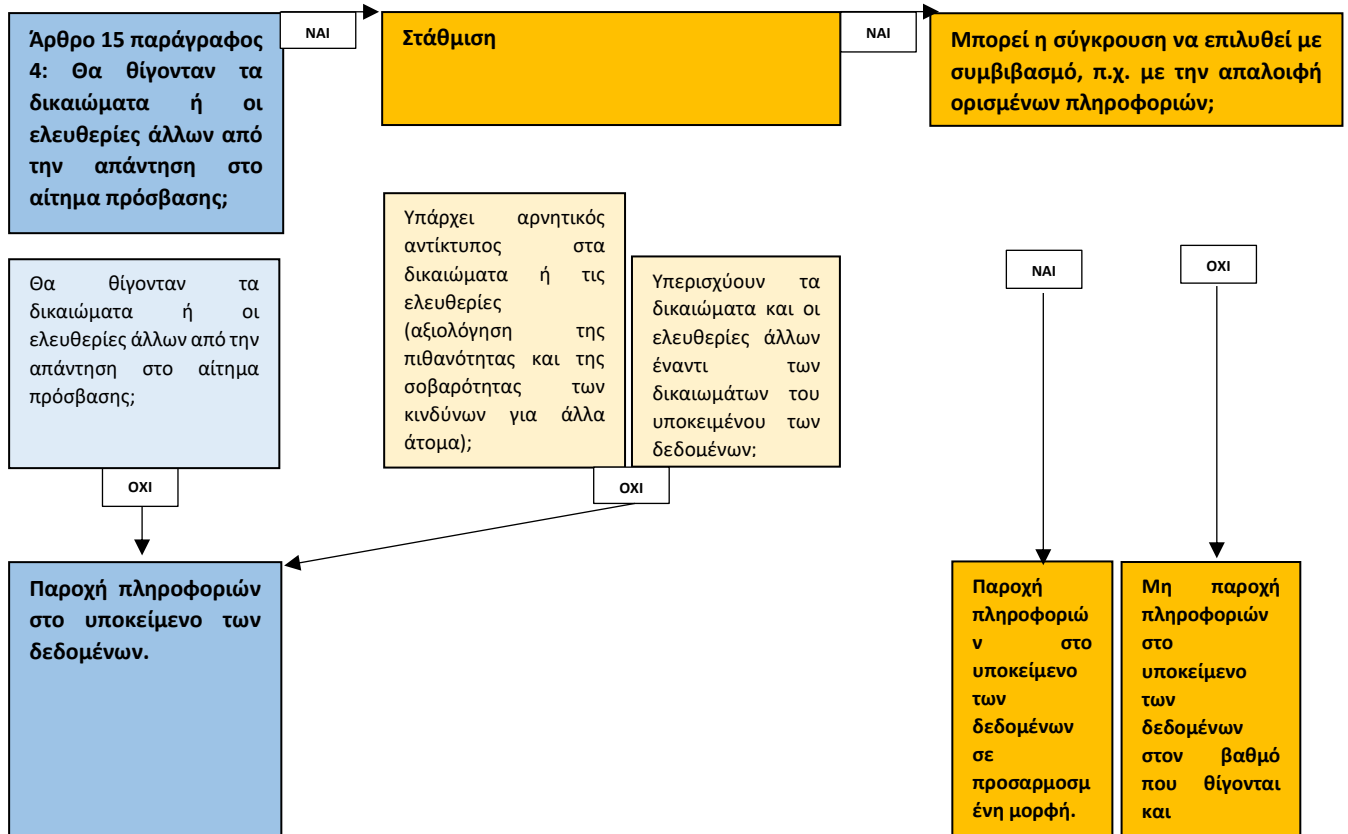 Άρθρο 15 παράγραφος
4: Θα θίγονταν τα
δικαιώματα ή οι
ελευθερίες άλλων από
την απάντηση στο
αίτημα πρόσβασης;
ΝΑΙ
Στάθμιση
ΝΑΙ
Μπορεί η σύγκρουση να επιλυθεί με
συμβιβασμό, π.χ. με την απαλοιφή
ορισμένων πληροφοριών;
Θα θίγονταν τα
δικαιώματα ή οι
ελευθερίες άλλων από την
απάντηση στο αίτημα
πρόσβασης;
Υπάρχει αρνητικός
αντίκτυπος στα
δικαιώματα ή τις
ελευθερίες
(αξιολόγηση της
πιθανότητας και της
σοβαρότητας των
κινδύνων για άλλα
άτομα);
Υπερισχύουν τα
δικαιώματα και οι
ελευθερίες άλλων
έναντι των
δικαιωμάτων του
υποκειμένου των
δεδομένων;
ΝΑΙ
ΟΧΙ
ΟΧΙ
ΟΧΙ
Παροχή πληροφοριών
στο υποκείμενο των
δεδομένων.
Παροχή
πληροφοριώ
ν στο
υποκείμενο
των
δεδομένων
σε
προσαρμοσμ
ένη μορφή.
Μη παροχή
πληροφοριών
στο
υποκείμενο
των
δεδομένων
στον βαθμό
που θίγονται
και